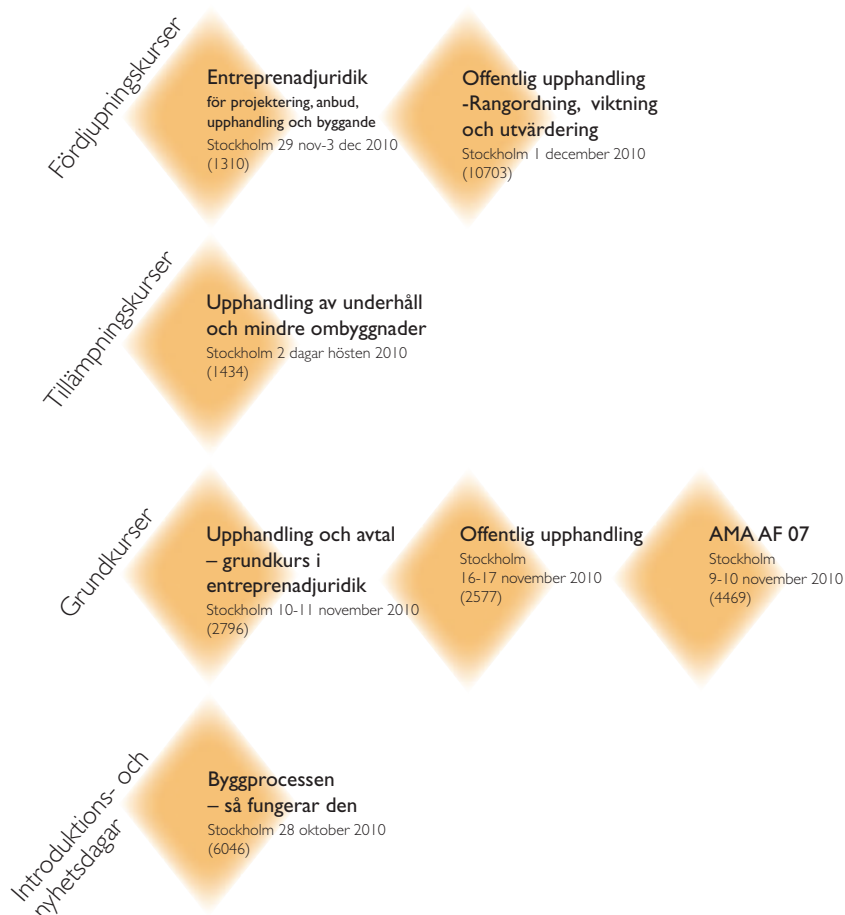 Fördjupningskurser
Entreprenadjuridik
för projektering, anbud,
upphandling och byggande
Stockholm 29 nov-3 dec 2010
(1310)
Offentlig upphandling
-Rangordning, viktning
och utvärdering
Stockholm 1 december 2010
(10703)
Tillämpningskurser
Upphandling av underhåll
och mindre ombyggnader
Stockholm 2 dagar hösten 2010
(1434)
Grundkurser
Upphandling och avtal
– grundkurs i
entreprenadjuridik
Stockholm 10-11 november 2010
(2796)
Offentlig upphandling
Stockholm
16-17 november 2010
(2577)
AMA AF 07
Stockholm
9-10 november 2010
(4469)
Introduktions- och
nyhetsdagar
Byggprocessen
– så fungerar den
Stockholm 28 oktober 2010
(6046)